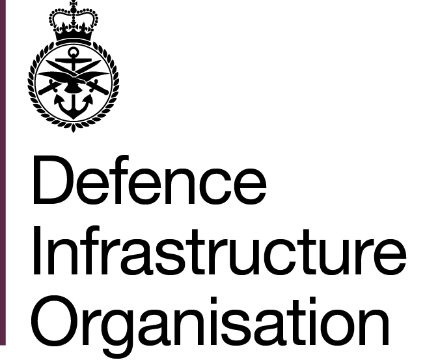 Defence
Infrastructure
Organisation